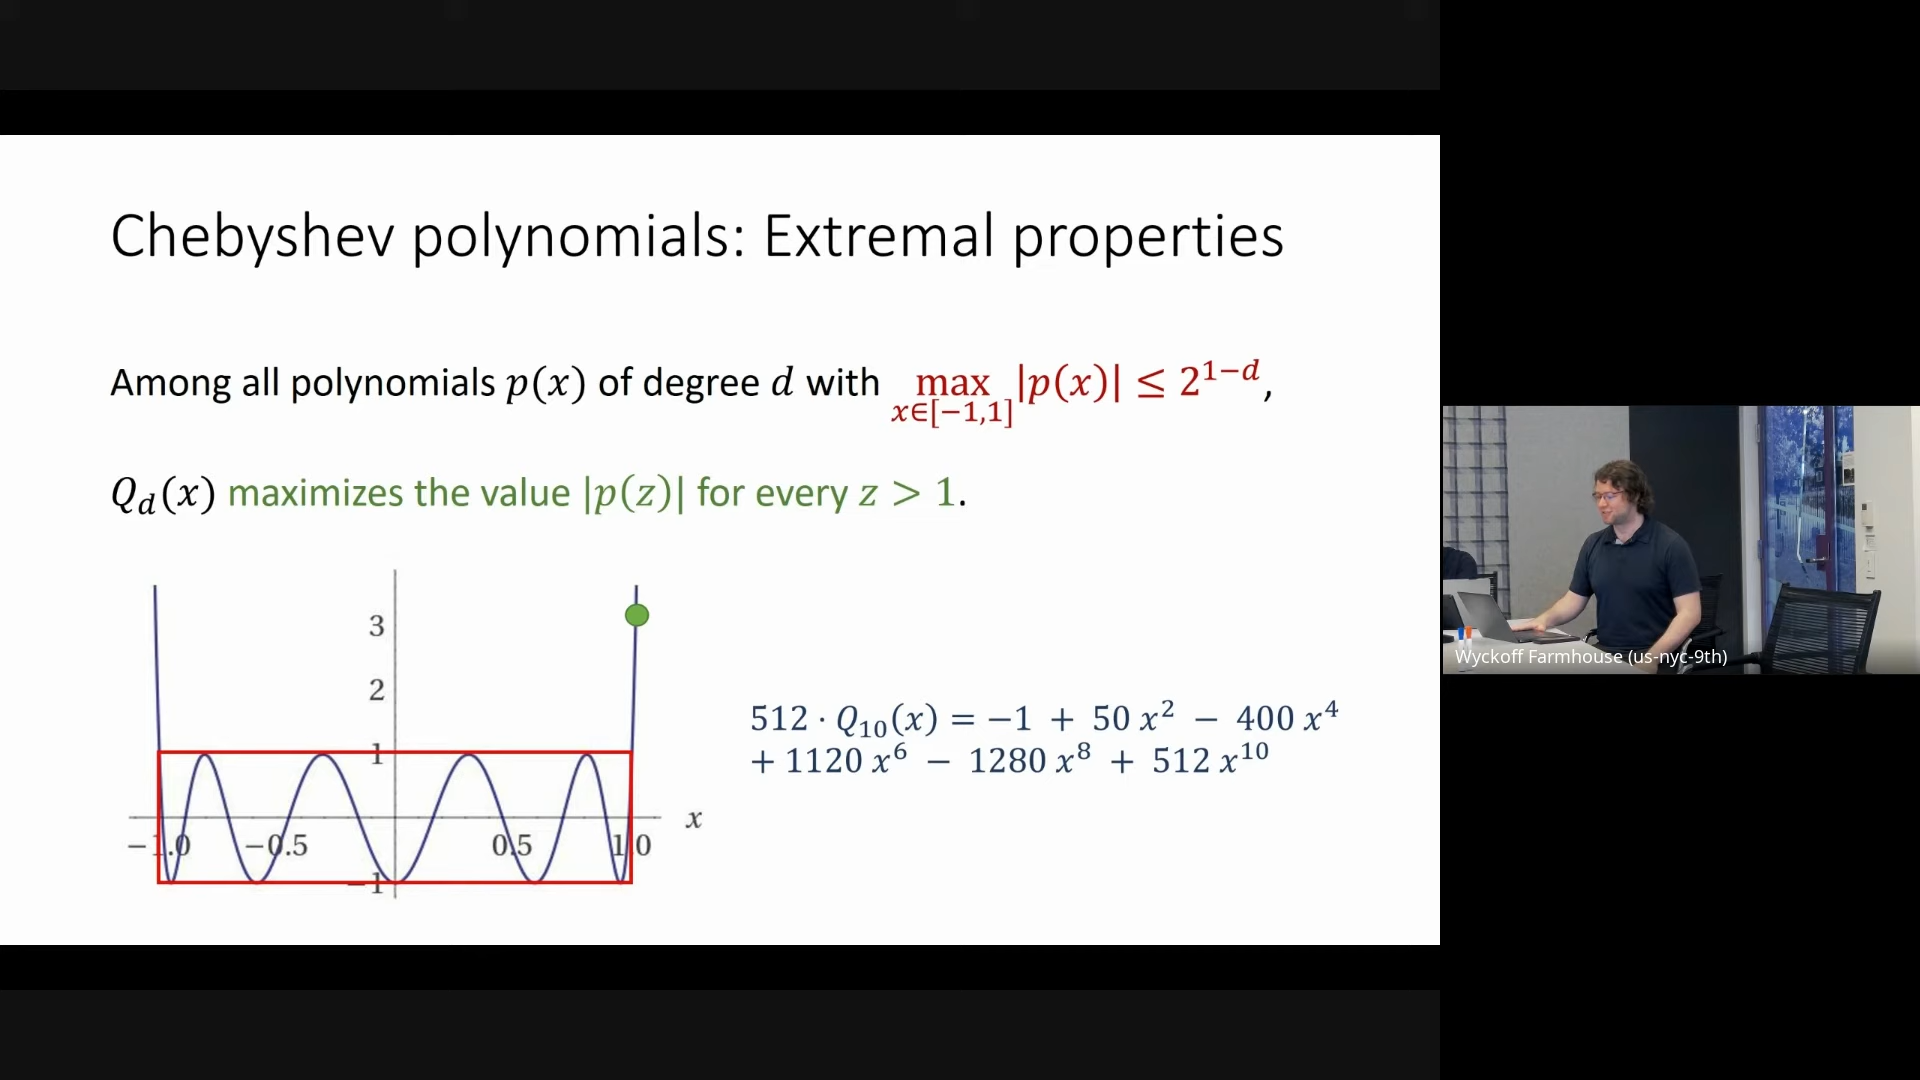 Chebyshev polynomials: Extremal properties
Among all polynomials p(x) of degree d with max |p(x)| ≤ 2^{1−d},
x∈[−1,1]
Q_d(x) maximizes the value |p(z)| for every z > 1.
3
2
1
x
−1.0 −0.5 0.5 1.0
−1
512 · Q_{10}(x) = −1 + 50 x^2 − 400 x^4
+ 1120 x^6 − 1280 x^8 + 512 x^{10}
Wyckoff Farmhouse (us-nyc-9th)